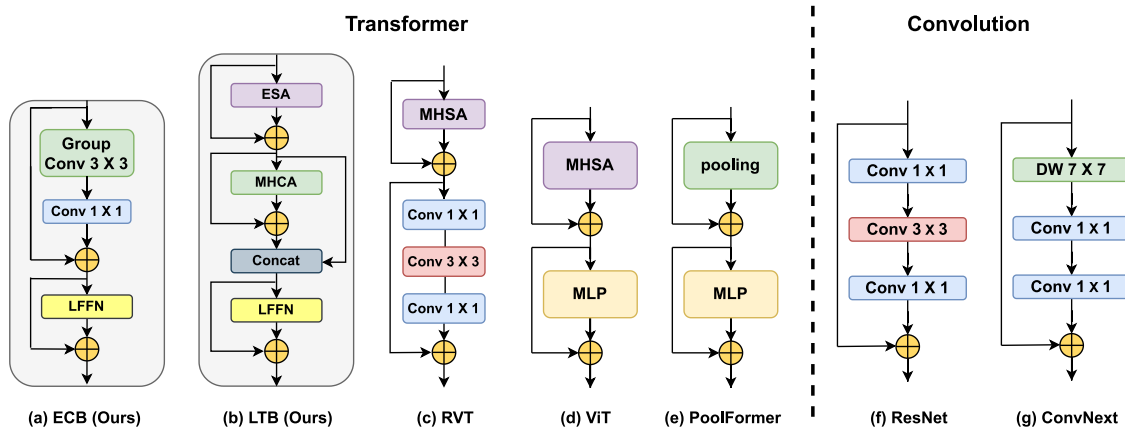 Transformer
Convolution
Group
Conv 3 X 3
Conv 1 X 1
LFFN
(a) ECB (Ours)
ESA
MHCA
Concat
LFFN
(b) LTB (Ours)
MHSA
Conv 1 X 1
Conv 3 X 3
Conv 1 X 1
(c) RVT
MHSA
MLP
(d) ViT
pooling
MLP
(e) PoolFormer
Conv 1 X 1
Conv 3 x 3
Conv 1 X 1
(f) ResNet
DW 7 X 7
Conv 1 X 1
Conv 1 X 1
(g) ConvNext